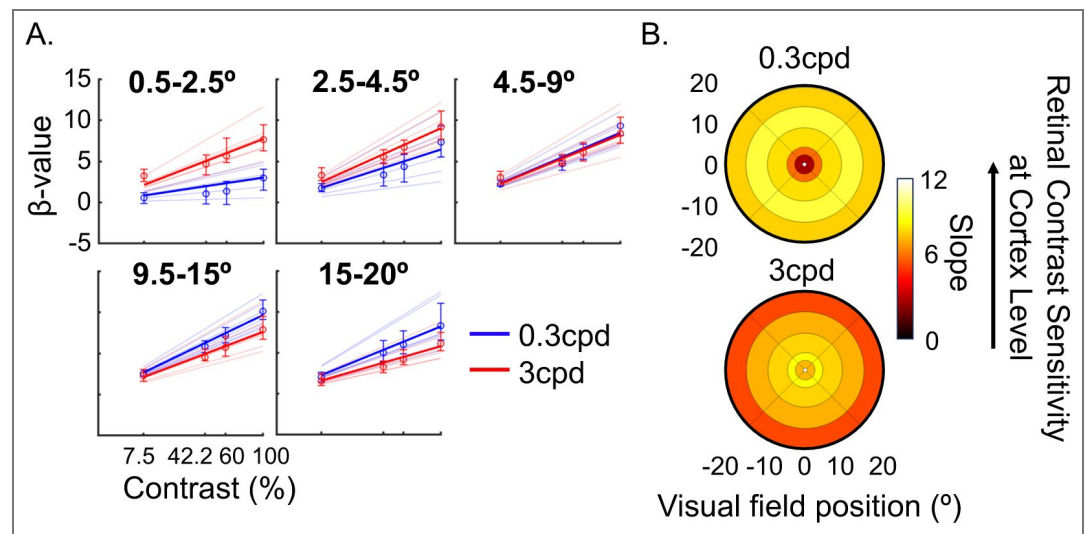 A.
0.5-2.5º
2.5-4.5º
4.5-9º
15
10
5
0
-5
β-value
9.5-15º
15-20º
0.3cpd
3cpd
7.5 42.2 60 100
Contrast (%)
B.
0.3cpd
20
10
0
-10
-20
3cpd
-20 -10 0 10 20
Visual field position (º)
12
6
0
Slope
Retinal Contrast Sensitivity
at Cortex Level